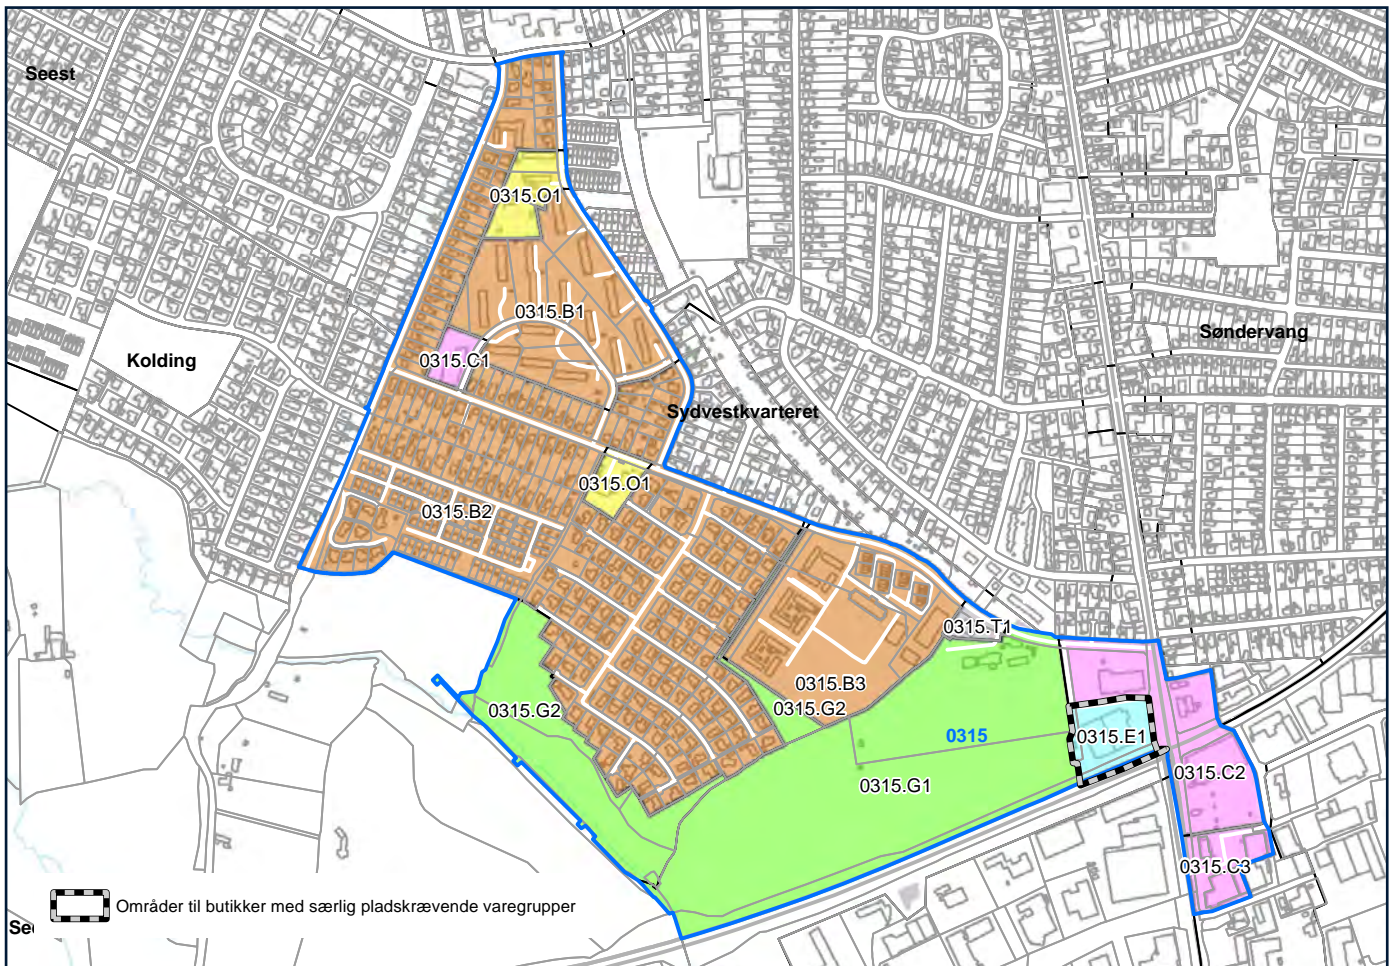 Seest
0315.O1
0315.B1
Søndervang
Kolding
0315.C1
Sydvestkvarteret
0315.O1
0315.B2
0315.T1
0315.B3
0315.G2
0315.G2
0315
0315.E1
0315.C2
0315.G1
0315.C3
Områder til butikker med særlig pladskrævende varegrupper
See